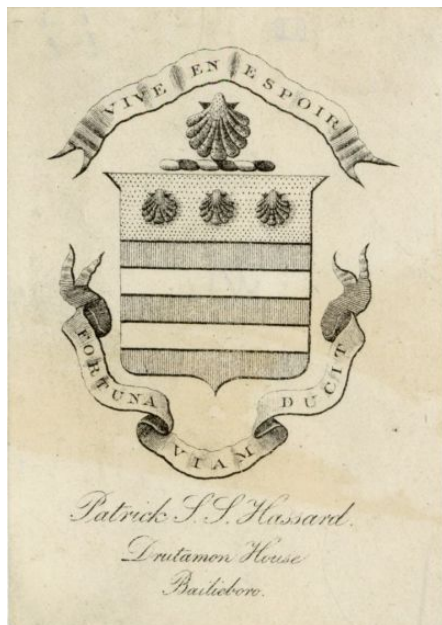 VIVE EN ESPOIR
FORTUNA VIAM DUCIT
Patrick S. S. Hassard.
Drutamon House
Bailieboro.